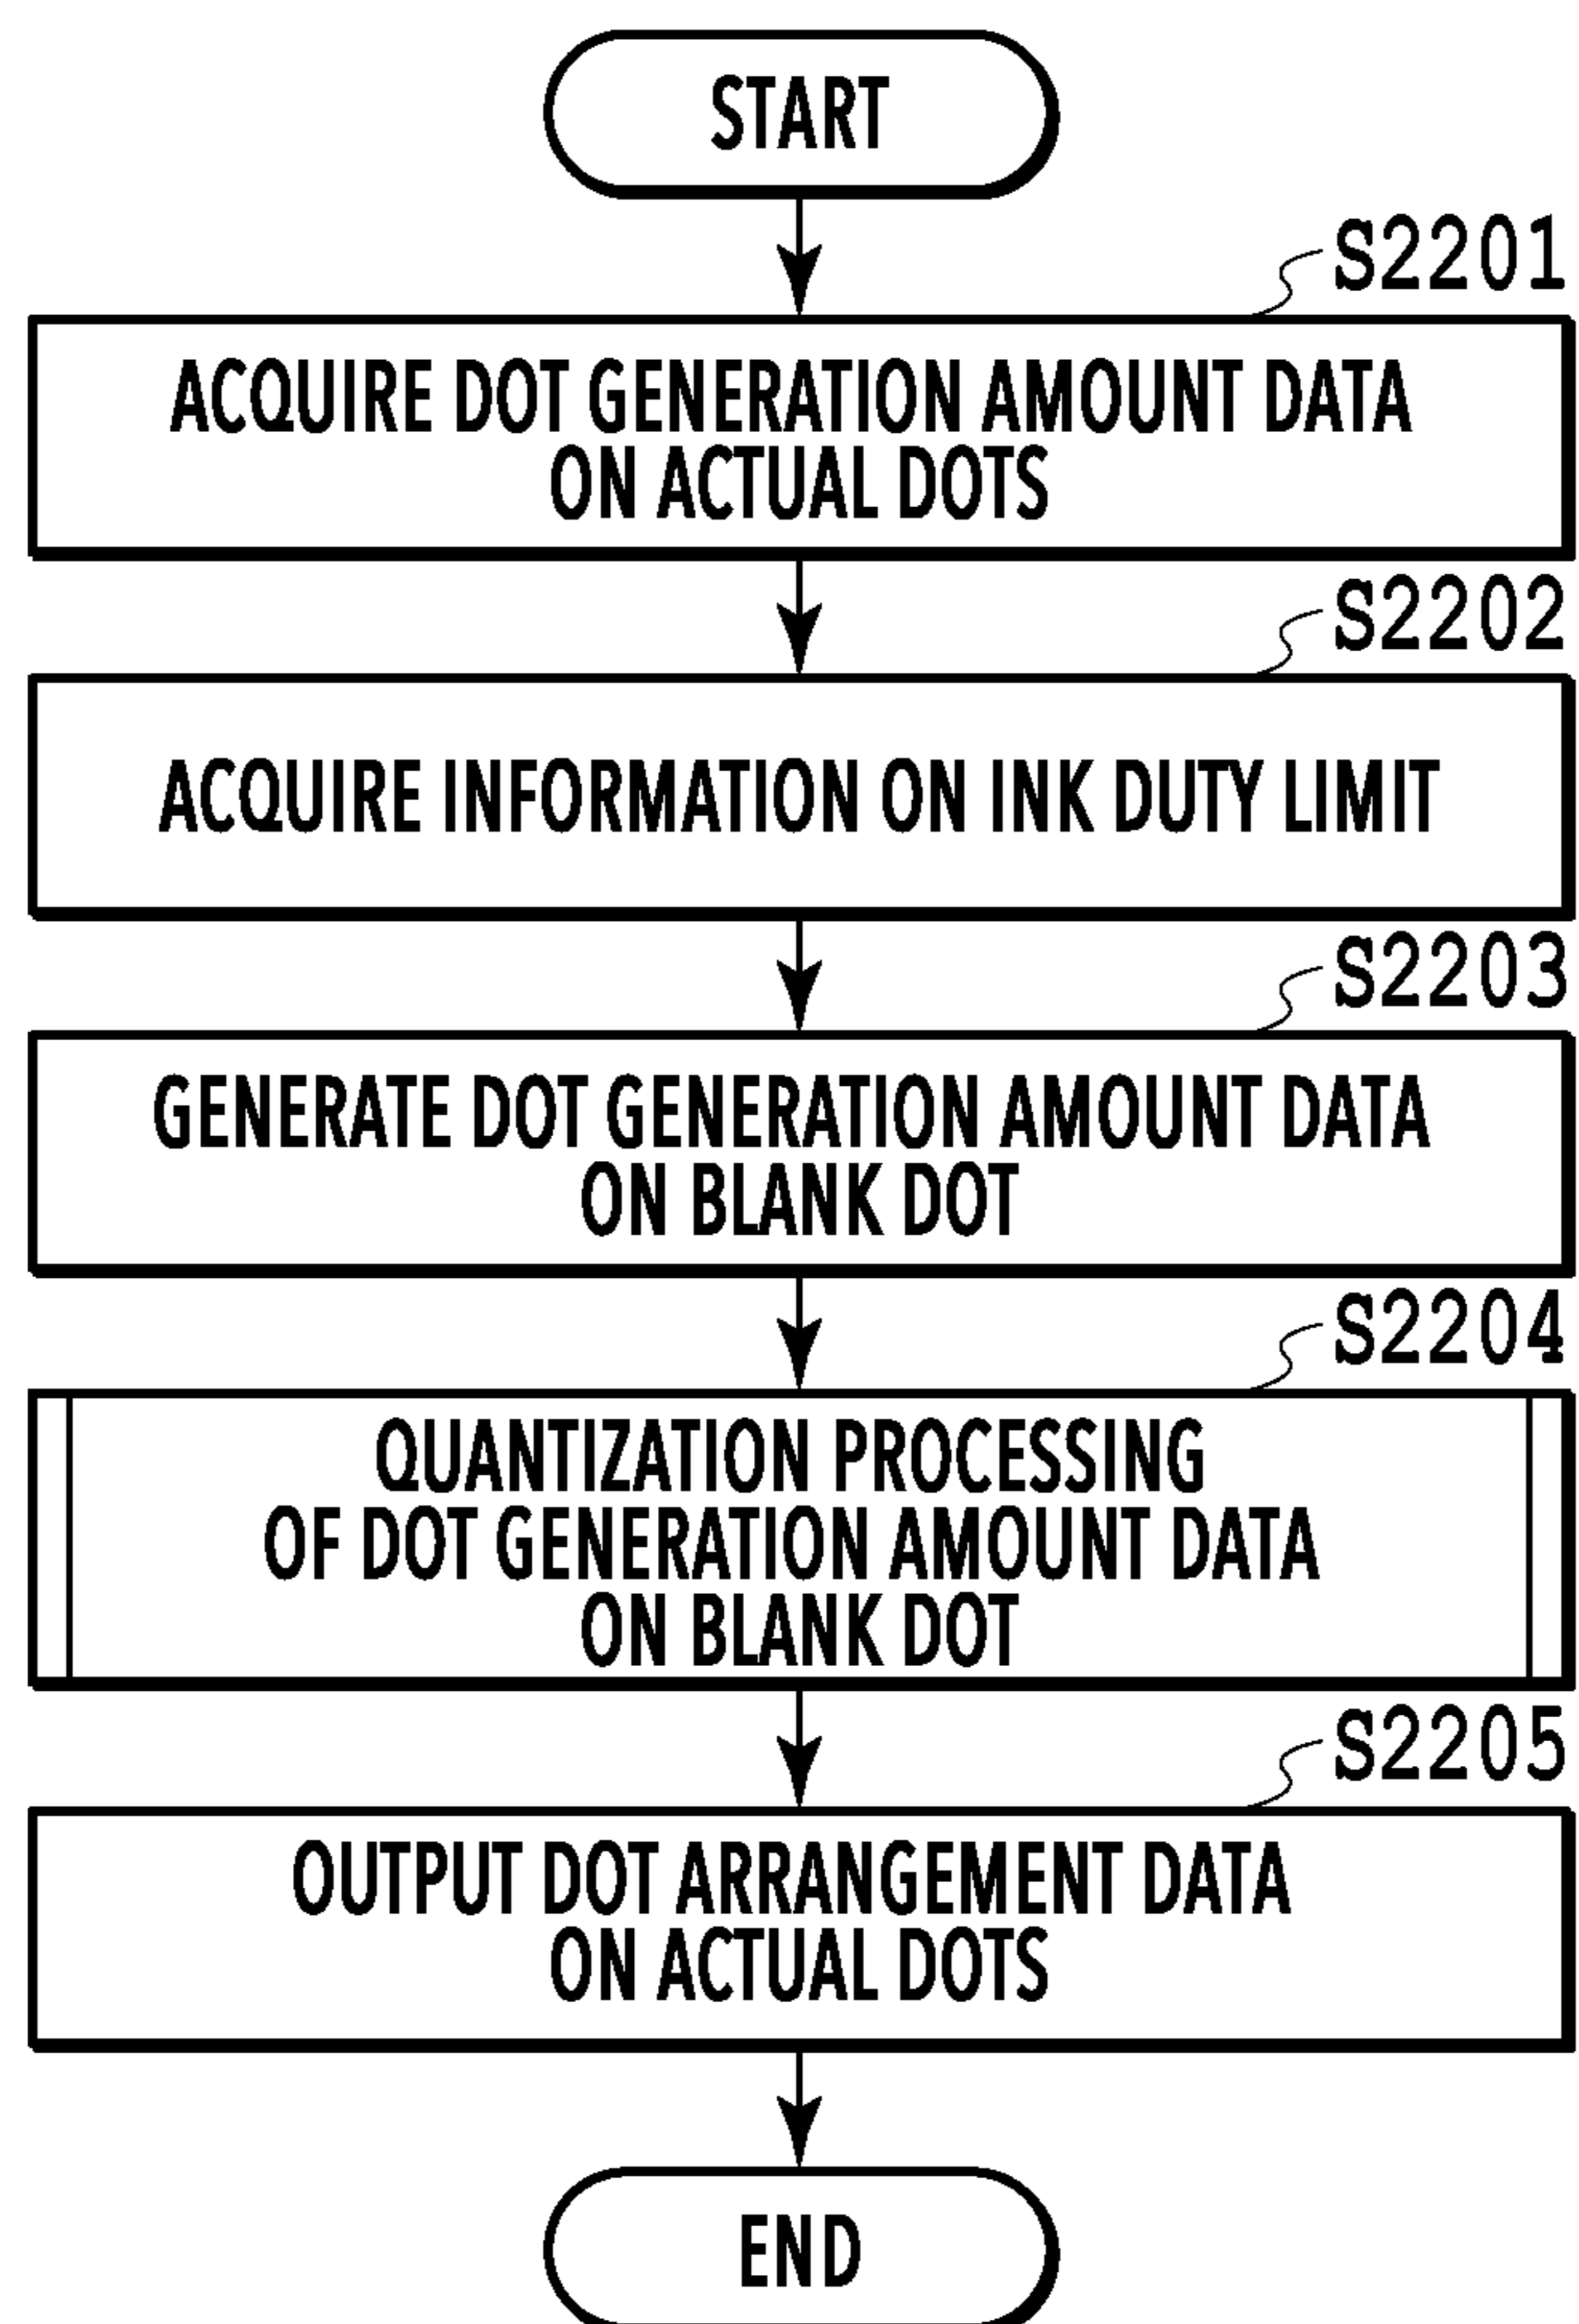 START
S2201
ACQUIRE DOT GENERATION AMOUNT DATA
ON ACTUAL DOTS
S2202
ACQUIRE INFORMATION ON INK DUTY LIMIT
S2203
GENERATE DOT GENERATION AMOUNT DATA
ON BLANK DOT
S2204
QUANTIZATION PROCESSING
OF DOT GENERATION AMOUNT DATA
ON BLANK DOT
S2205
OUTPUT DOT ARRANGEMENT DATA
ON ACTUAL DOTS
END